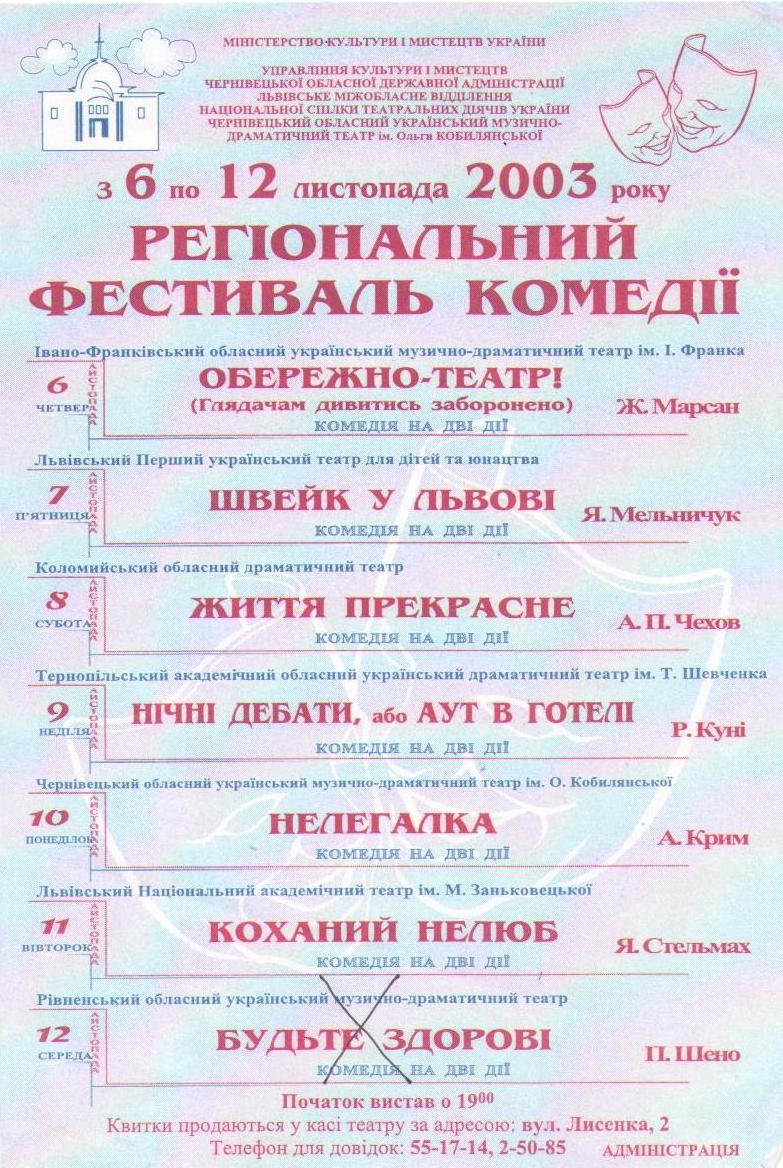 МІНІСТЕРСТВО КУЛЬТУРИ І МИСТЕЦТВ УКРАЇНИ
УПРАВЛІННЯ КУЛЬТУРИ І МИСТЕЦТВ
ЧЕРНІВЕЦЬКОЇ ОБЛАСНОЇ ДЕРЖАВНОЇ АДМІНІСТРАЦІЇ
ЛЬВІВСЬКЕ МІЖОБЛАСНЕ ВІДДІЛЕННЯ
НАЦІОНАЛЬНОЇ СПІЛКИ ТЕАТРАЛЬНИХ ДІЯЧІВ УКРАЇНИ
ЧЕРНІВЕЦЬКИЙ ОБЛАСНИЙ УКРАЇНСЬКИЙ МУЗИЧНО-
ДРАМАТИЧНИЙ ТЕАТР ім. Ольги КОБИЛЯНСЬКОЇ
з 6 по 12 листопада 2003 року
РЕГІОНАЛЬНИЙ
ФЕСТИВАЛЬ КОМЕДІЇ
Івано-Франківський обласний український музично-драматичний театр ім. І. Франка
6 ЧЕТВЕР ЛИСТОПАДА
ОБЕРЕЖНО-ТЕАТР!
(Глядачам дивитись заборонено)
Ж. Марсан
КОМЕДІЯ НА ДВІ ДІЇ
Львівський Перший український театр для дітей та юнацтва
7 П'ЯТНИЦЯ ЛИСТОПАДА
ШВЕЙК У ЛЬВОВІ
Я. Мельничук
КОМЕДІЯ НА ДВІ ДІЇ
Коломийський обласний драматичний театр
8 СУБОТА ЛИСТОПАДА
ЖИТТЯ ПРЕКРАСНЕ
А. П. Чехов
КОМЕДІЯ НА ДВІ ДІЇ
Тернопільський академічний обласний український драматичний театр ім. Т. Шевченка
9 НЕДІЛЯ ЛИСТОПАДА
НІЧНІ ДЕБАТИ, або АУТ В ГОТЕЛІ
Р. Куні
КОМЕДІЯ НА ДВІ ДІЇ
Чернівецький обласний український музично-драматичний театр ім. О. Кобилянської
10 ПОНЕДІЛОК ЛИСТОПАДА
НЕЛЕГАЛКА
А. Крим
КОМЕДІЯ НА ДВІ ДІЇ
Львівський Національний академічний театр ім. М. Заньковецької
11 ВІВТОРОК ЛИСТОПАДА
КОХАНИЙ НЕЛЮБ
Я. Стельмах
КОМЕДІЯ НА ДВІ ДІЇ
Рівненський обласний український музично-драматичний театр
12 СЕРЕДА ЛИСТОПАДА
БУДЬТЕ ЗДОРОВІ
П. Шено
КОМЕДІЯ НА ДВІ ДІЇ
Початок вистав о 19⁰⁰
Квитки продаються у касі театру за адресою: вул. Лисенка, 2
Телефон для довідок: 55-17-14, 2-50-85 АДМІНІСТРАЦІЯ